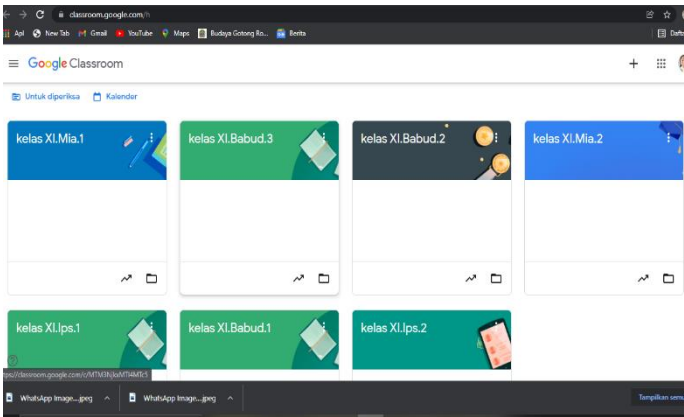 classroom.google.com/h
Apl New Tab Gmail YouTube Maps Budaya Gotong Ro... Berita Dafta
Google Classroom
Untuk diperiksa Kalender
kelas XI.Mia.1 kelas XI.Babud.3 kelas XI.Babud.2 kelas XI.Mia.2
kelas XI.Ips.1 kelas XI.Babud.1 kelas XI.Ips.2
WhatsApp Image....jpeg WhatsApp Image....jpeg Tampilkan semu